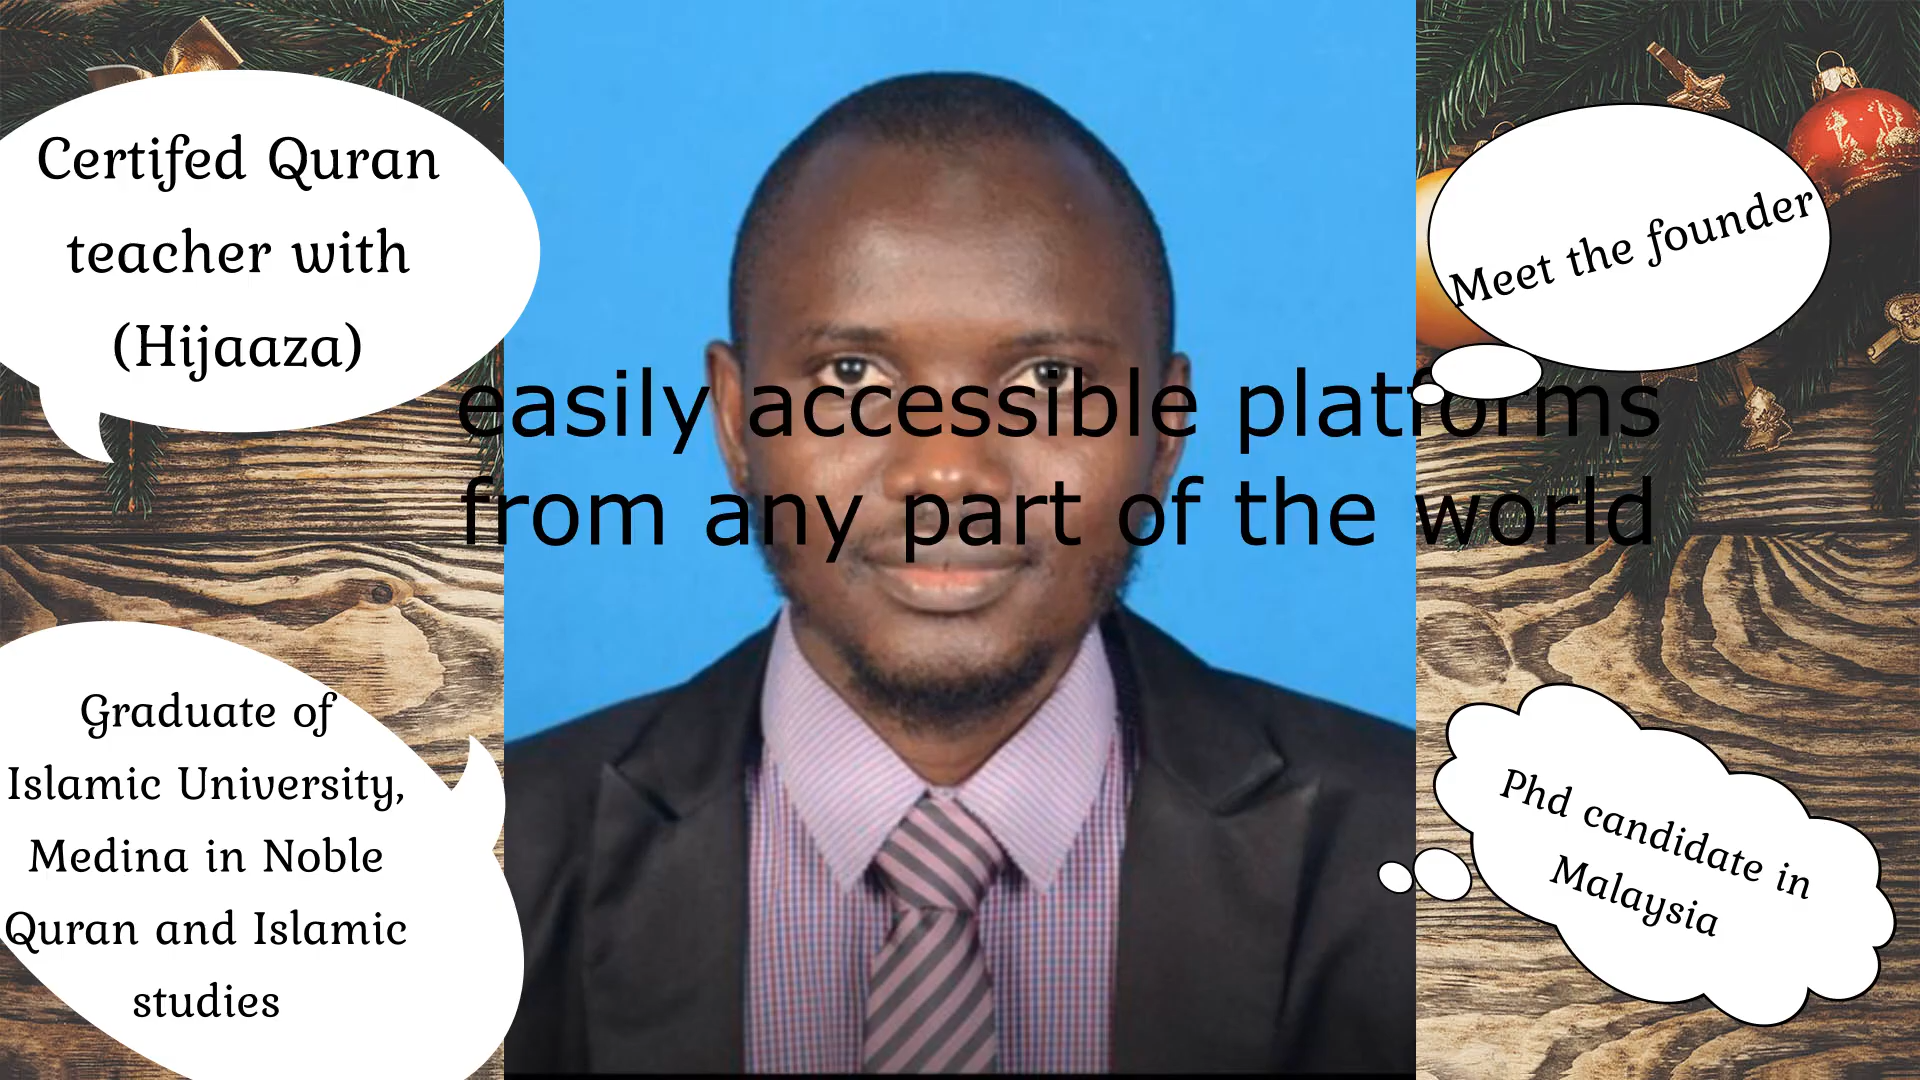 Certifed Quran
teacher with
(Hijaaza)
Meet the founder
easily accessible platforms
from any part of the world
Graduate of
Islamic University,
Medina in Noble
Quran and Islamic
studies
Phd candidate in
Malaysia